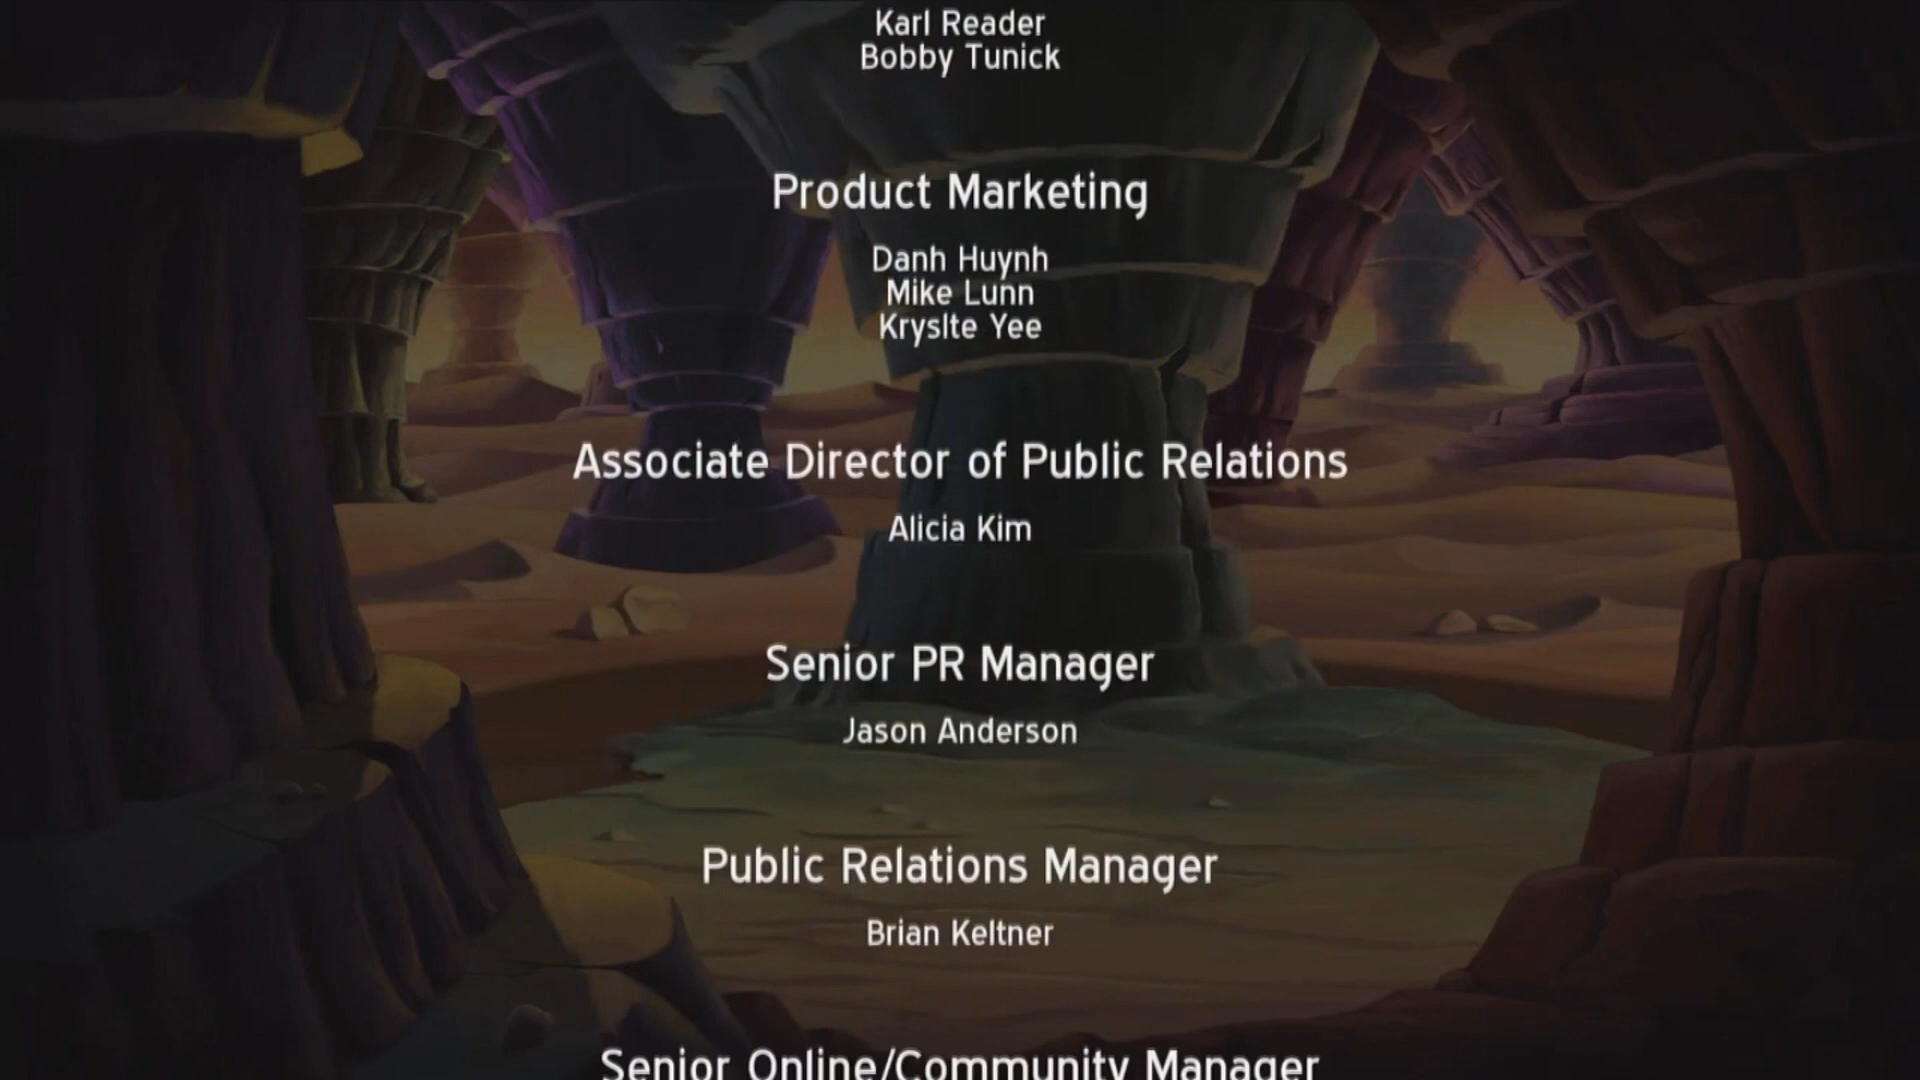 Karl Reader
Bobby Tunick
Product Marketing
Danh Huynh
Mike Lunn
Kryslte Yee
Associate Director of Public Relations
Alicia Kim
Senior PR Manager
Jason Anderson
Public Relations Manager
Brian Keltner
Senior Online/Community Manager